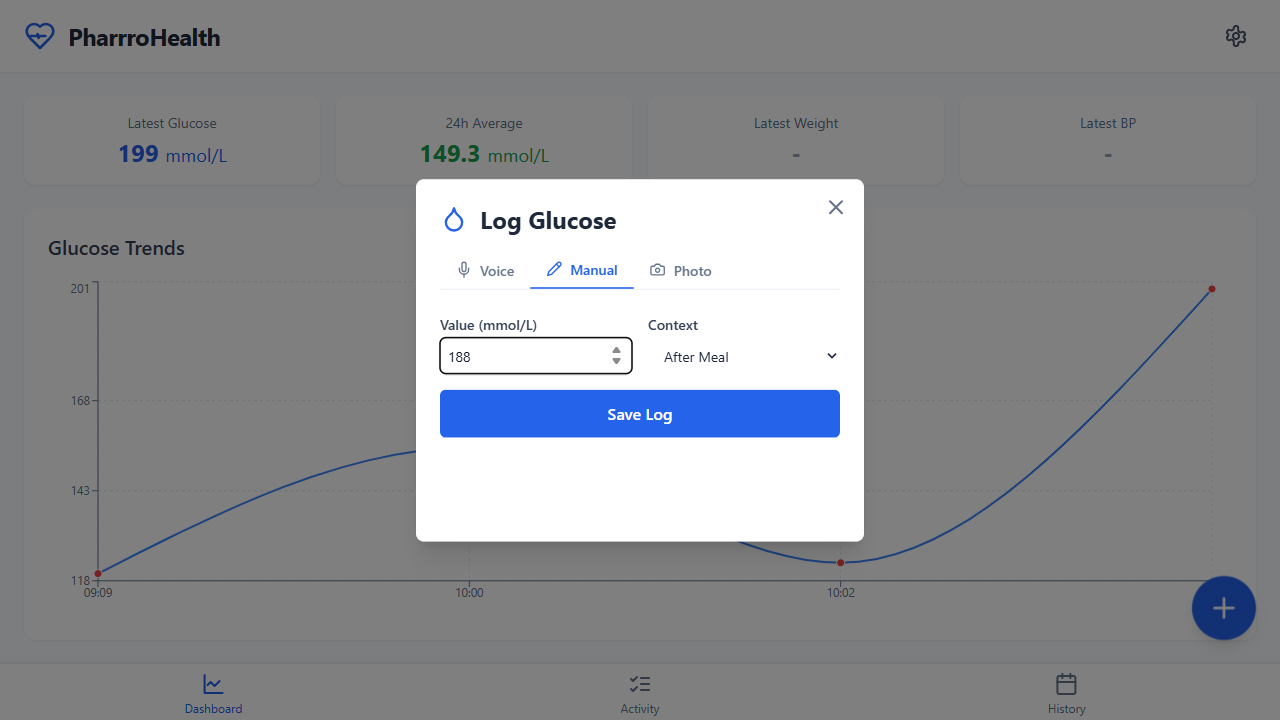 PharrroHealth
Latest Glucose
199 mmol/L
24h Average
149.3 mmol/L
Latest Weight
-
Latest BP
-
Glucose Trends
201
168
143
118
09:09
10:00
10:02
Log Glucose
Voice
Manual
Photo
Value (mmol/L)
Context
188
After Meal
Save Log
Dashboard
Activity
History